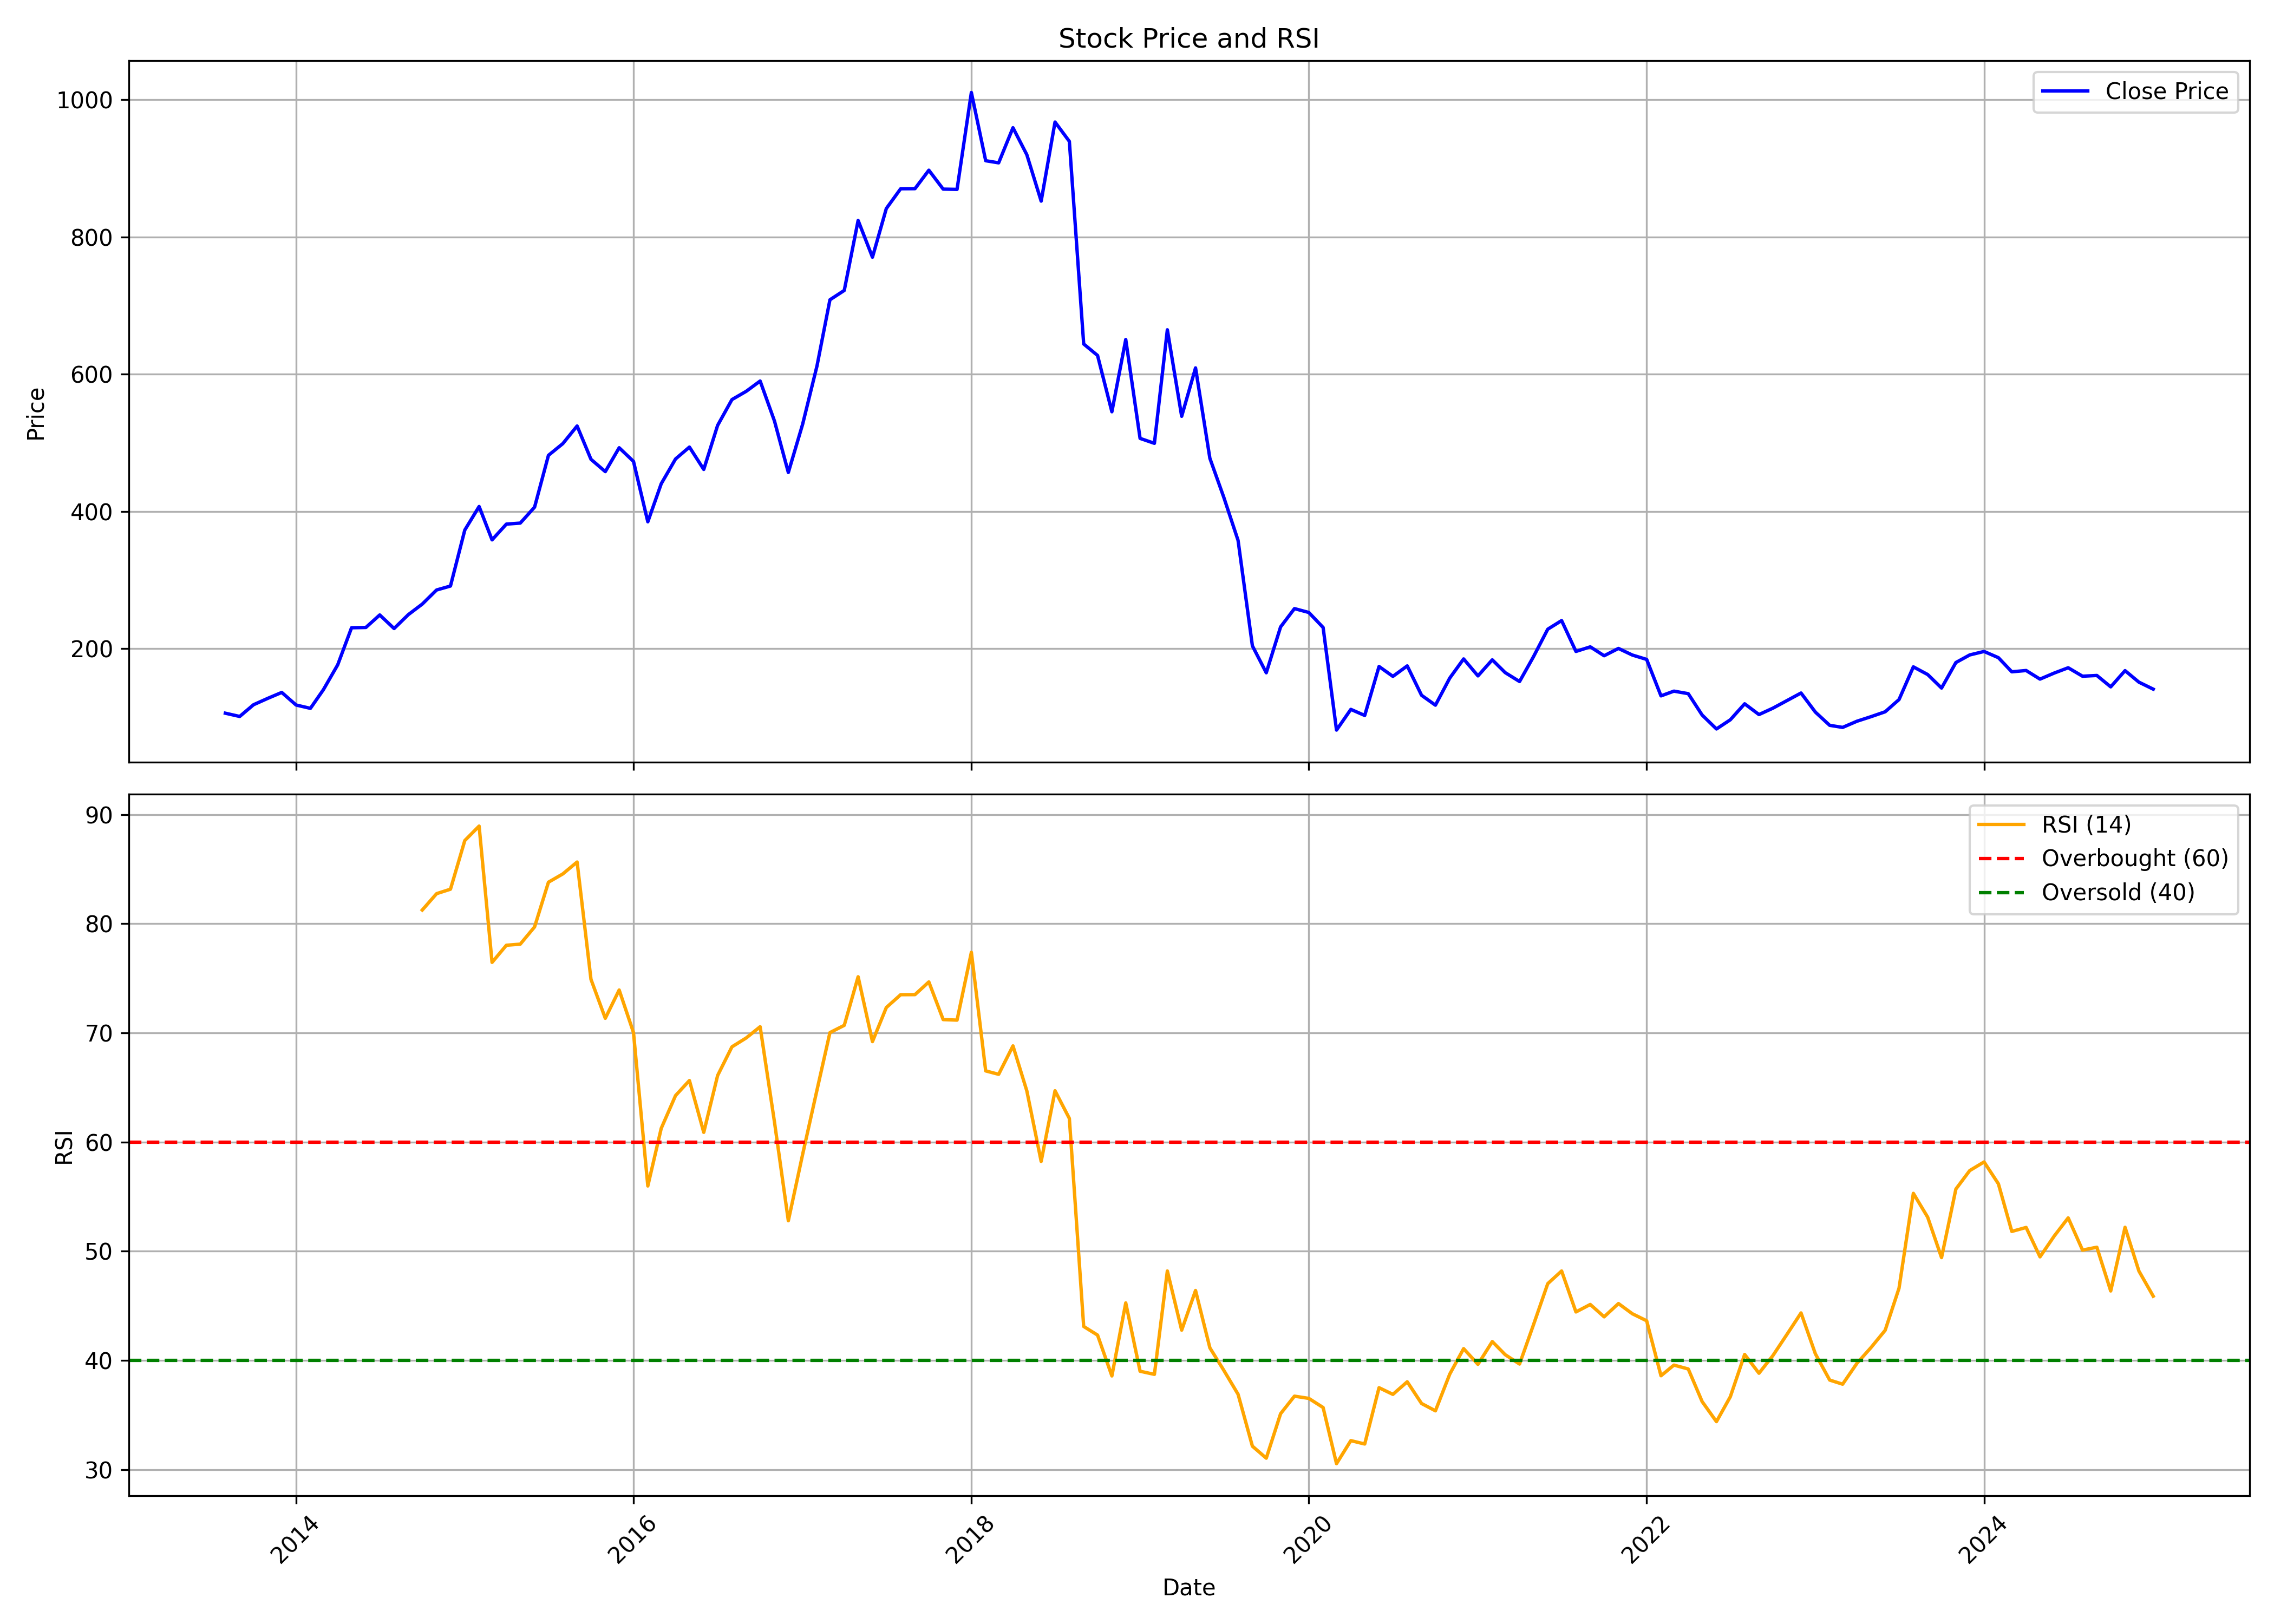 Stock Price and RSI
1000
800
600
400
200
Price
Close Price
90
80
70
60
50
40
30
RSI
RSI (14)
Overbought (60)
Oversold (40)
2014
2016
2018
2020
2022
2024
Date